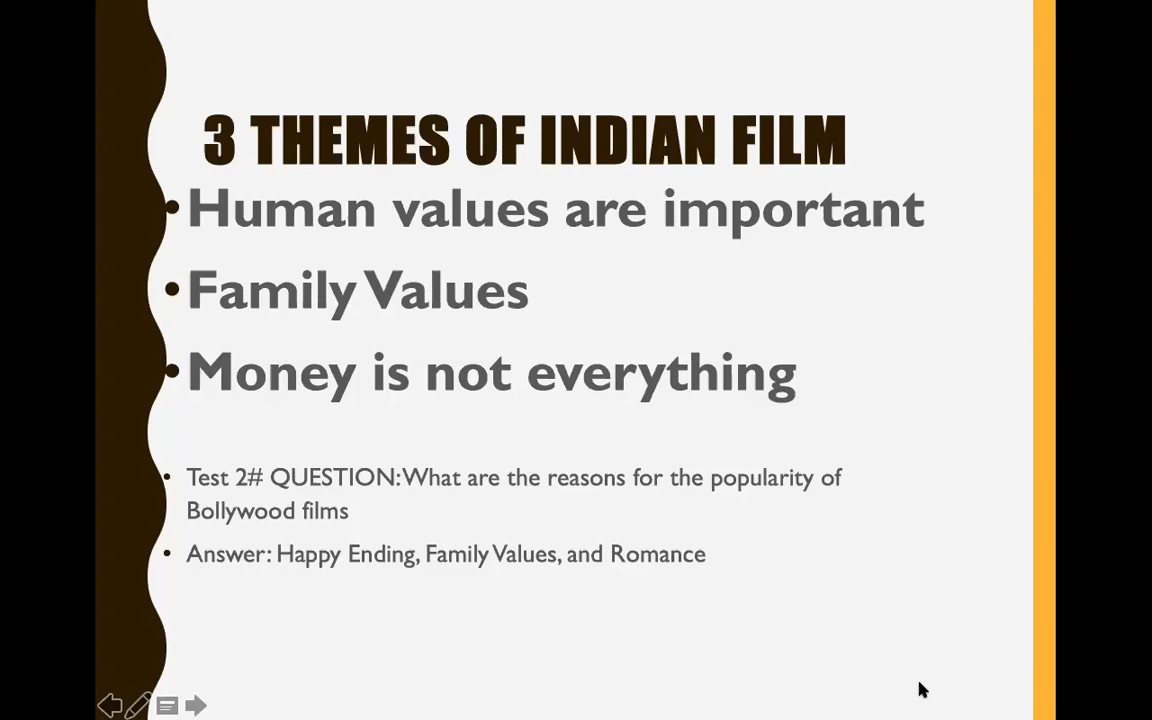 3 THEMES OF INDIAN FILM
•Human values are important
•Family Values
•Money is not everything
• Test 2# QUESTION: What are the reasons for the popularity of
Bollywood films
• Answer: Happy Ending, Family Values, and Romance